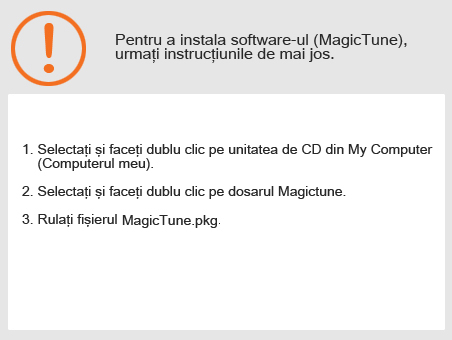 Pentru a instala software-ul (MagicTune),
urmați instrucțiunile de mai jos.
1. Selectați și faceți dublu clic pe unitatea de CD din My Computer
(Computerul meu).
2. Selectați și faceți dublu clic pe dosarul Magictune.
3. Rulați fișierul MagicTune.pkg.